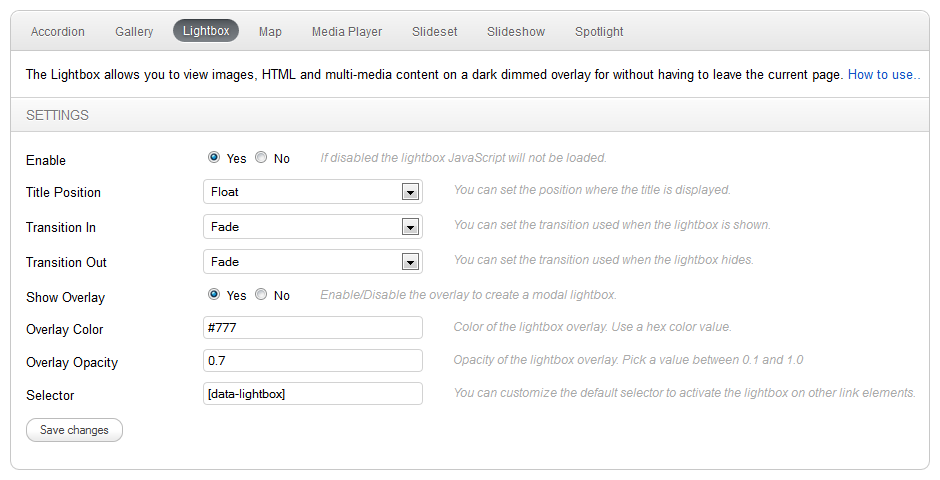 Accordion Gallery Lightbox Map Media Player Slideset Slideshow Spotlight
The Lightbox allows you to view images, HTML and multi-media content on a dark dimmed overlay for without having to leave the current page. How to use..
SETTINGS
Enable Yes No If disabled the lightbox JavaScript will not be loaded.
Title Position Float You can set the position where the title is displayed.
Transition In Fade You can set the transition used when the lightbox is shown.
Transition Out Fade You can set the transition used when the lightbox hides.
Show Overlay Yes No Enable/Disable the overlay to create a modal lightbox.
Overlay Color #777 Color of the lightbox overlay. Use a hex color value.
Overlay Opacity 0.7 Opacity of the lightbox overlay. Pick a value between 0.1 and 1.0
Selector [data-lightbox] You can customize the default selector to activate the lightbox on other link elements.
Save changes